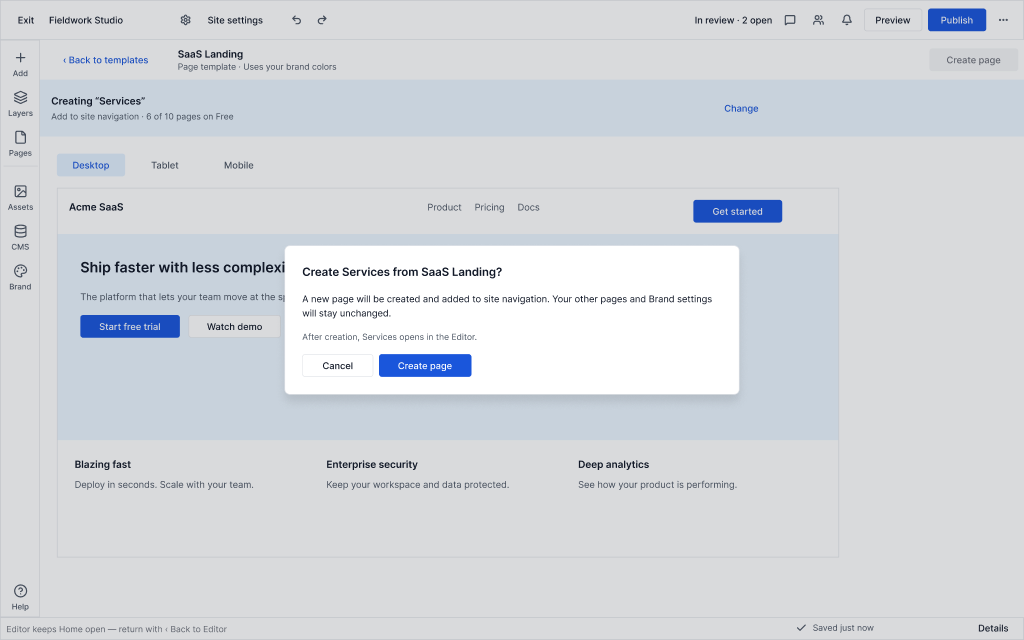 Exit Fieldwork Studio Site settings In review · 2 open Preview Publish
Add
Layers
Pages
Assets
CMS
Brand
Help
‹ Back to templates
SaaS Landing
Page template · Uses your brand colors
Create page
Creating “Services”
Add to site navigation · 6 of 10 pages on Free
Change
Desktop Tablet Mobile
Acme SaaS Product Pricing Docs Get started
Ship faster with less
The platform that lets your team move at the
Start free trial Watch demo
Create Services from SaaS Landing?
A new page will be created and added to site navigation. Your other pages and Brand settings
will stay unchanged.
After creation, Services opens in the Editor.
Cancel Create page
Blazing fast Enterprise security Deep analytics
Deploy in seconds. Scale with your team. Keep your workspace and data protected. See how your product is performing.
Editor keeps Home open — return with ‹ Back to Editor Saved just now Details